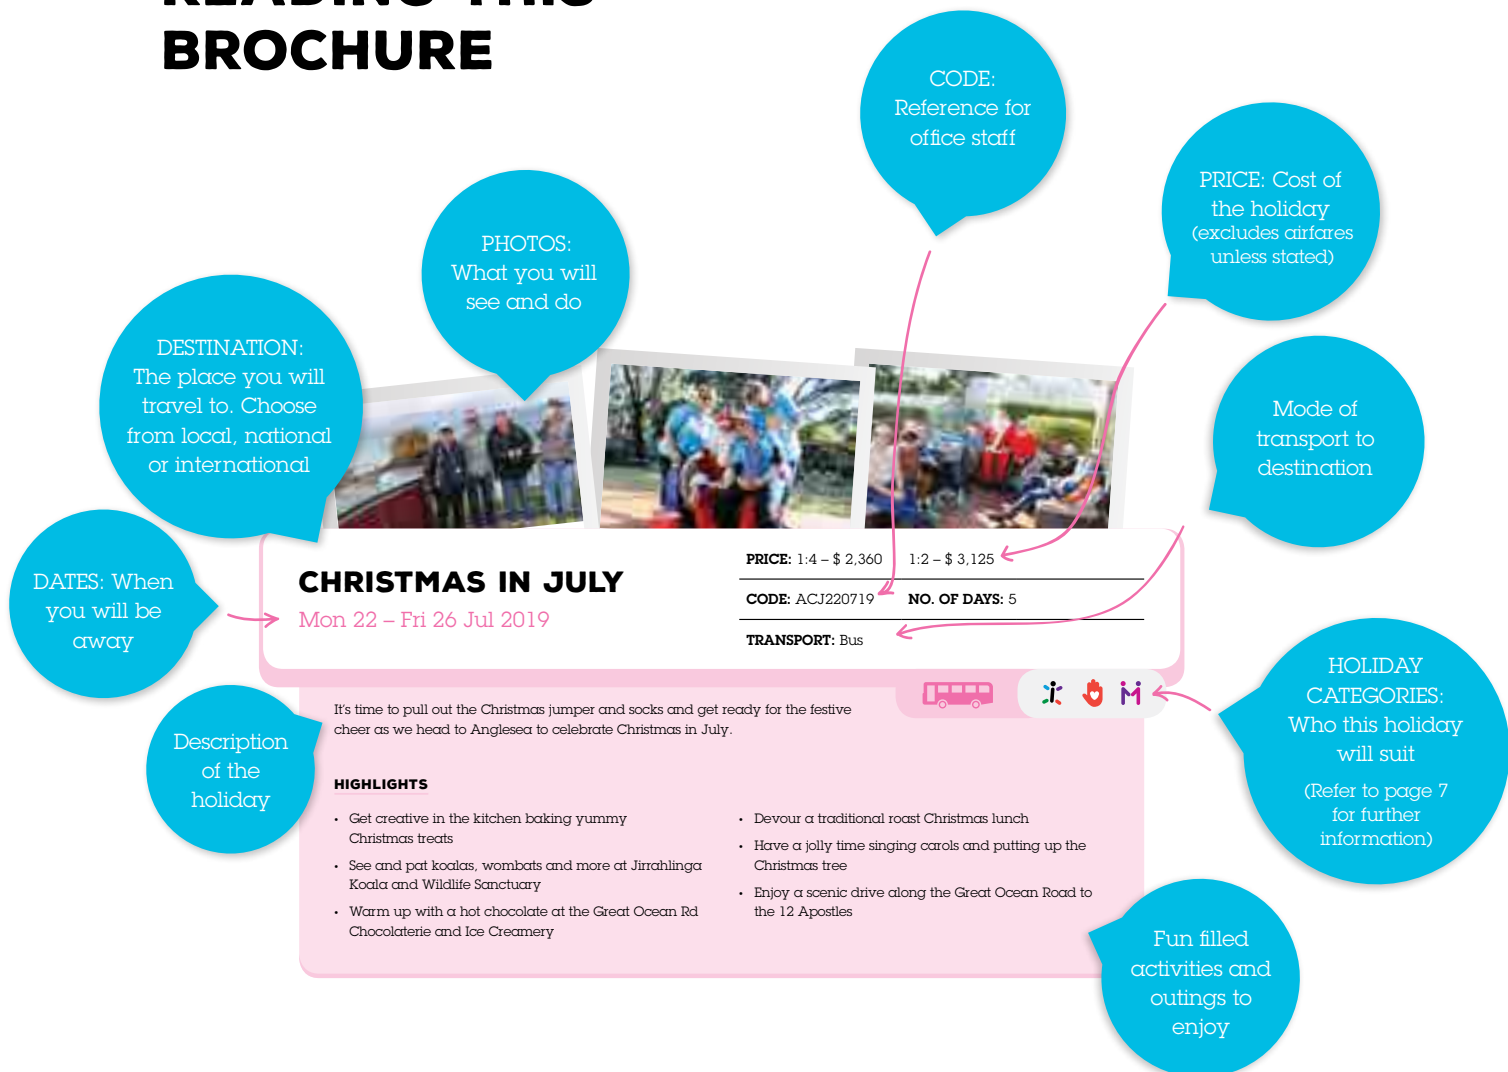 READING THIS
BROCHURE
CODE:
Reference for
office staff
PRICE: Cost of
the holiday
(excludes airfares
unless stated)
PHOTOS:
What you will
see and do
DESTINATION:
The place you will
travel to. Choose
from local, national
or international
Mode of
transport to
destination
DATES: When
you will be
away
CHRISTMAS IN JULY
Mon 22 – Fri 26 Jul 2019
PRICE: 1:4 – $ 2,360 1:2 – $ 3,125
CODE: ACJ220719 NO. OF DAYS: 5
TRANSPORT: Bus
HOLIDAY
CATEGORIES:
Who this holiday
will suit
(Refer to page 7
for further
information)
Description
of the
holiday
It's time to pull out the Christmas jumper and socks and get ready for the festive
cheer as we head to Anglesea to celebrate Christmas in July.
HIGHLIGHTS
• Get creative in the kitchen baking yummy
Christmas treats
• See and pat koalas, wombats and more at Jirrahlinga
Koala and Wildlife Sanctuary
• Warm up with a hot chocolate at the Great Ocean Rd
Chocolaterie and Ice Creamery
• Devour a traditional roast Christmas lunch
• Have a jolly time singing carols and putting up the
Christmas tree
• Enjoy a scenic drive along the Great Ocean Road to
the 12 Apostles
Fun filled
activities and
outings to
enjoy